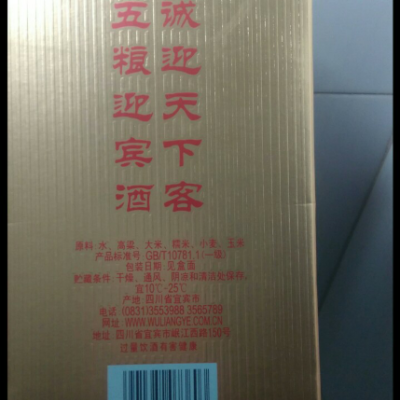 诚迎天下客
五粮迎宾酒
原料:水、高粱、大米、糯米、小麦、玉米
产品标准号:GB/T10781.1(一级)
包装日期:见盒面
贮藏条件:干燥、通风、阴凉和清洁处保存,
宜10℃-25℃
产地:四川省宜宾市
电话:(0831)3553988 3565789
网址:WWW.WULIANGYE.COM.CN
地址:四川省宜宾市岷江西路150号
过量饮酒有害健康